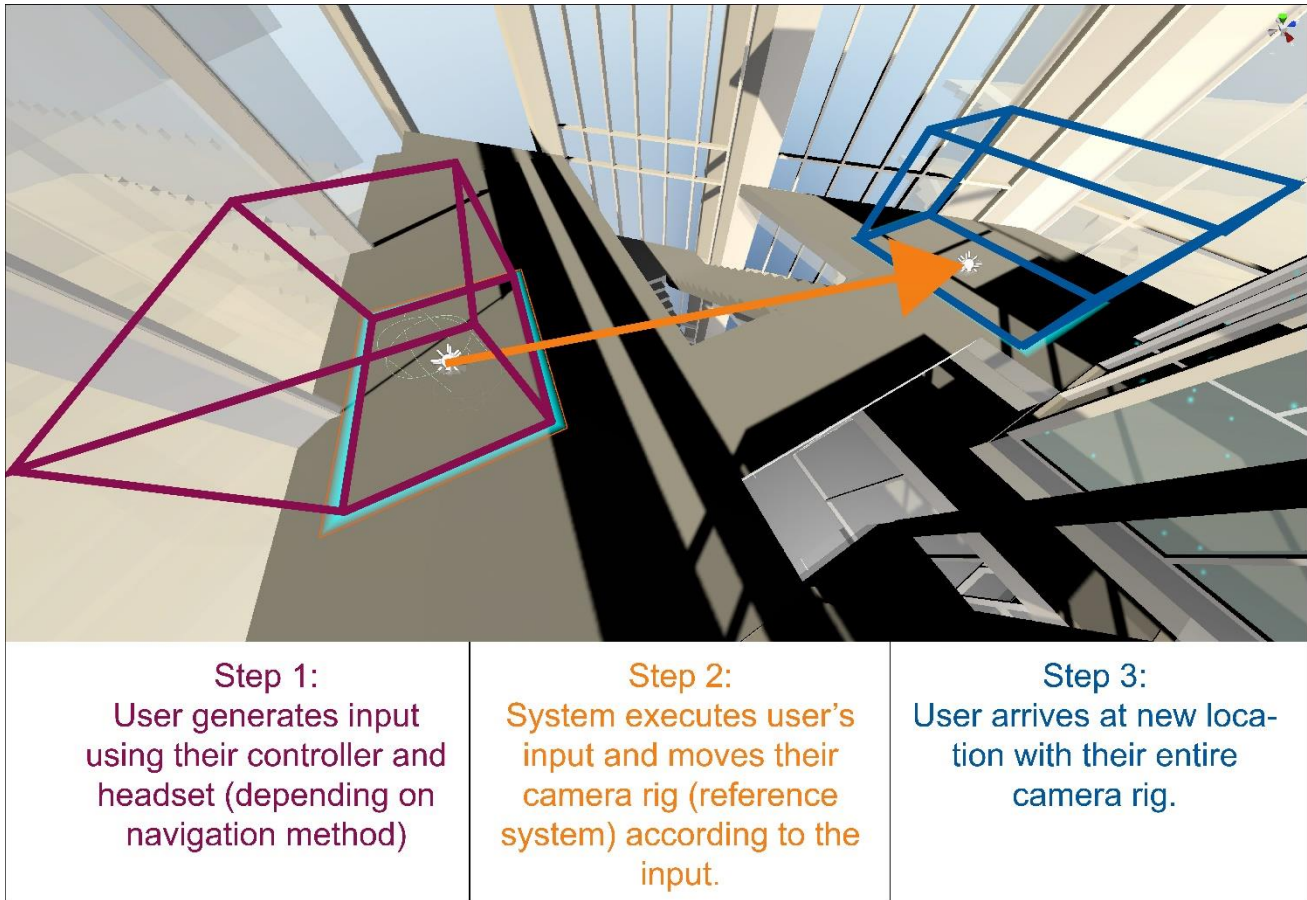 Step 1:
User generates input
using their controller and
headset (depending on
navigation method)
Step 2:
System executes user's
input and moves their
camera rig (reference
system) according to the
input.
Step 3:
User arrives at new loca-
tion with their entire
camera rig.